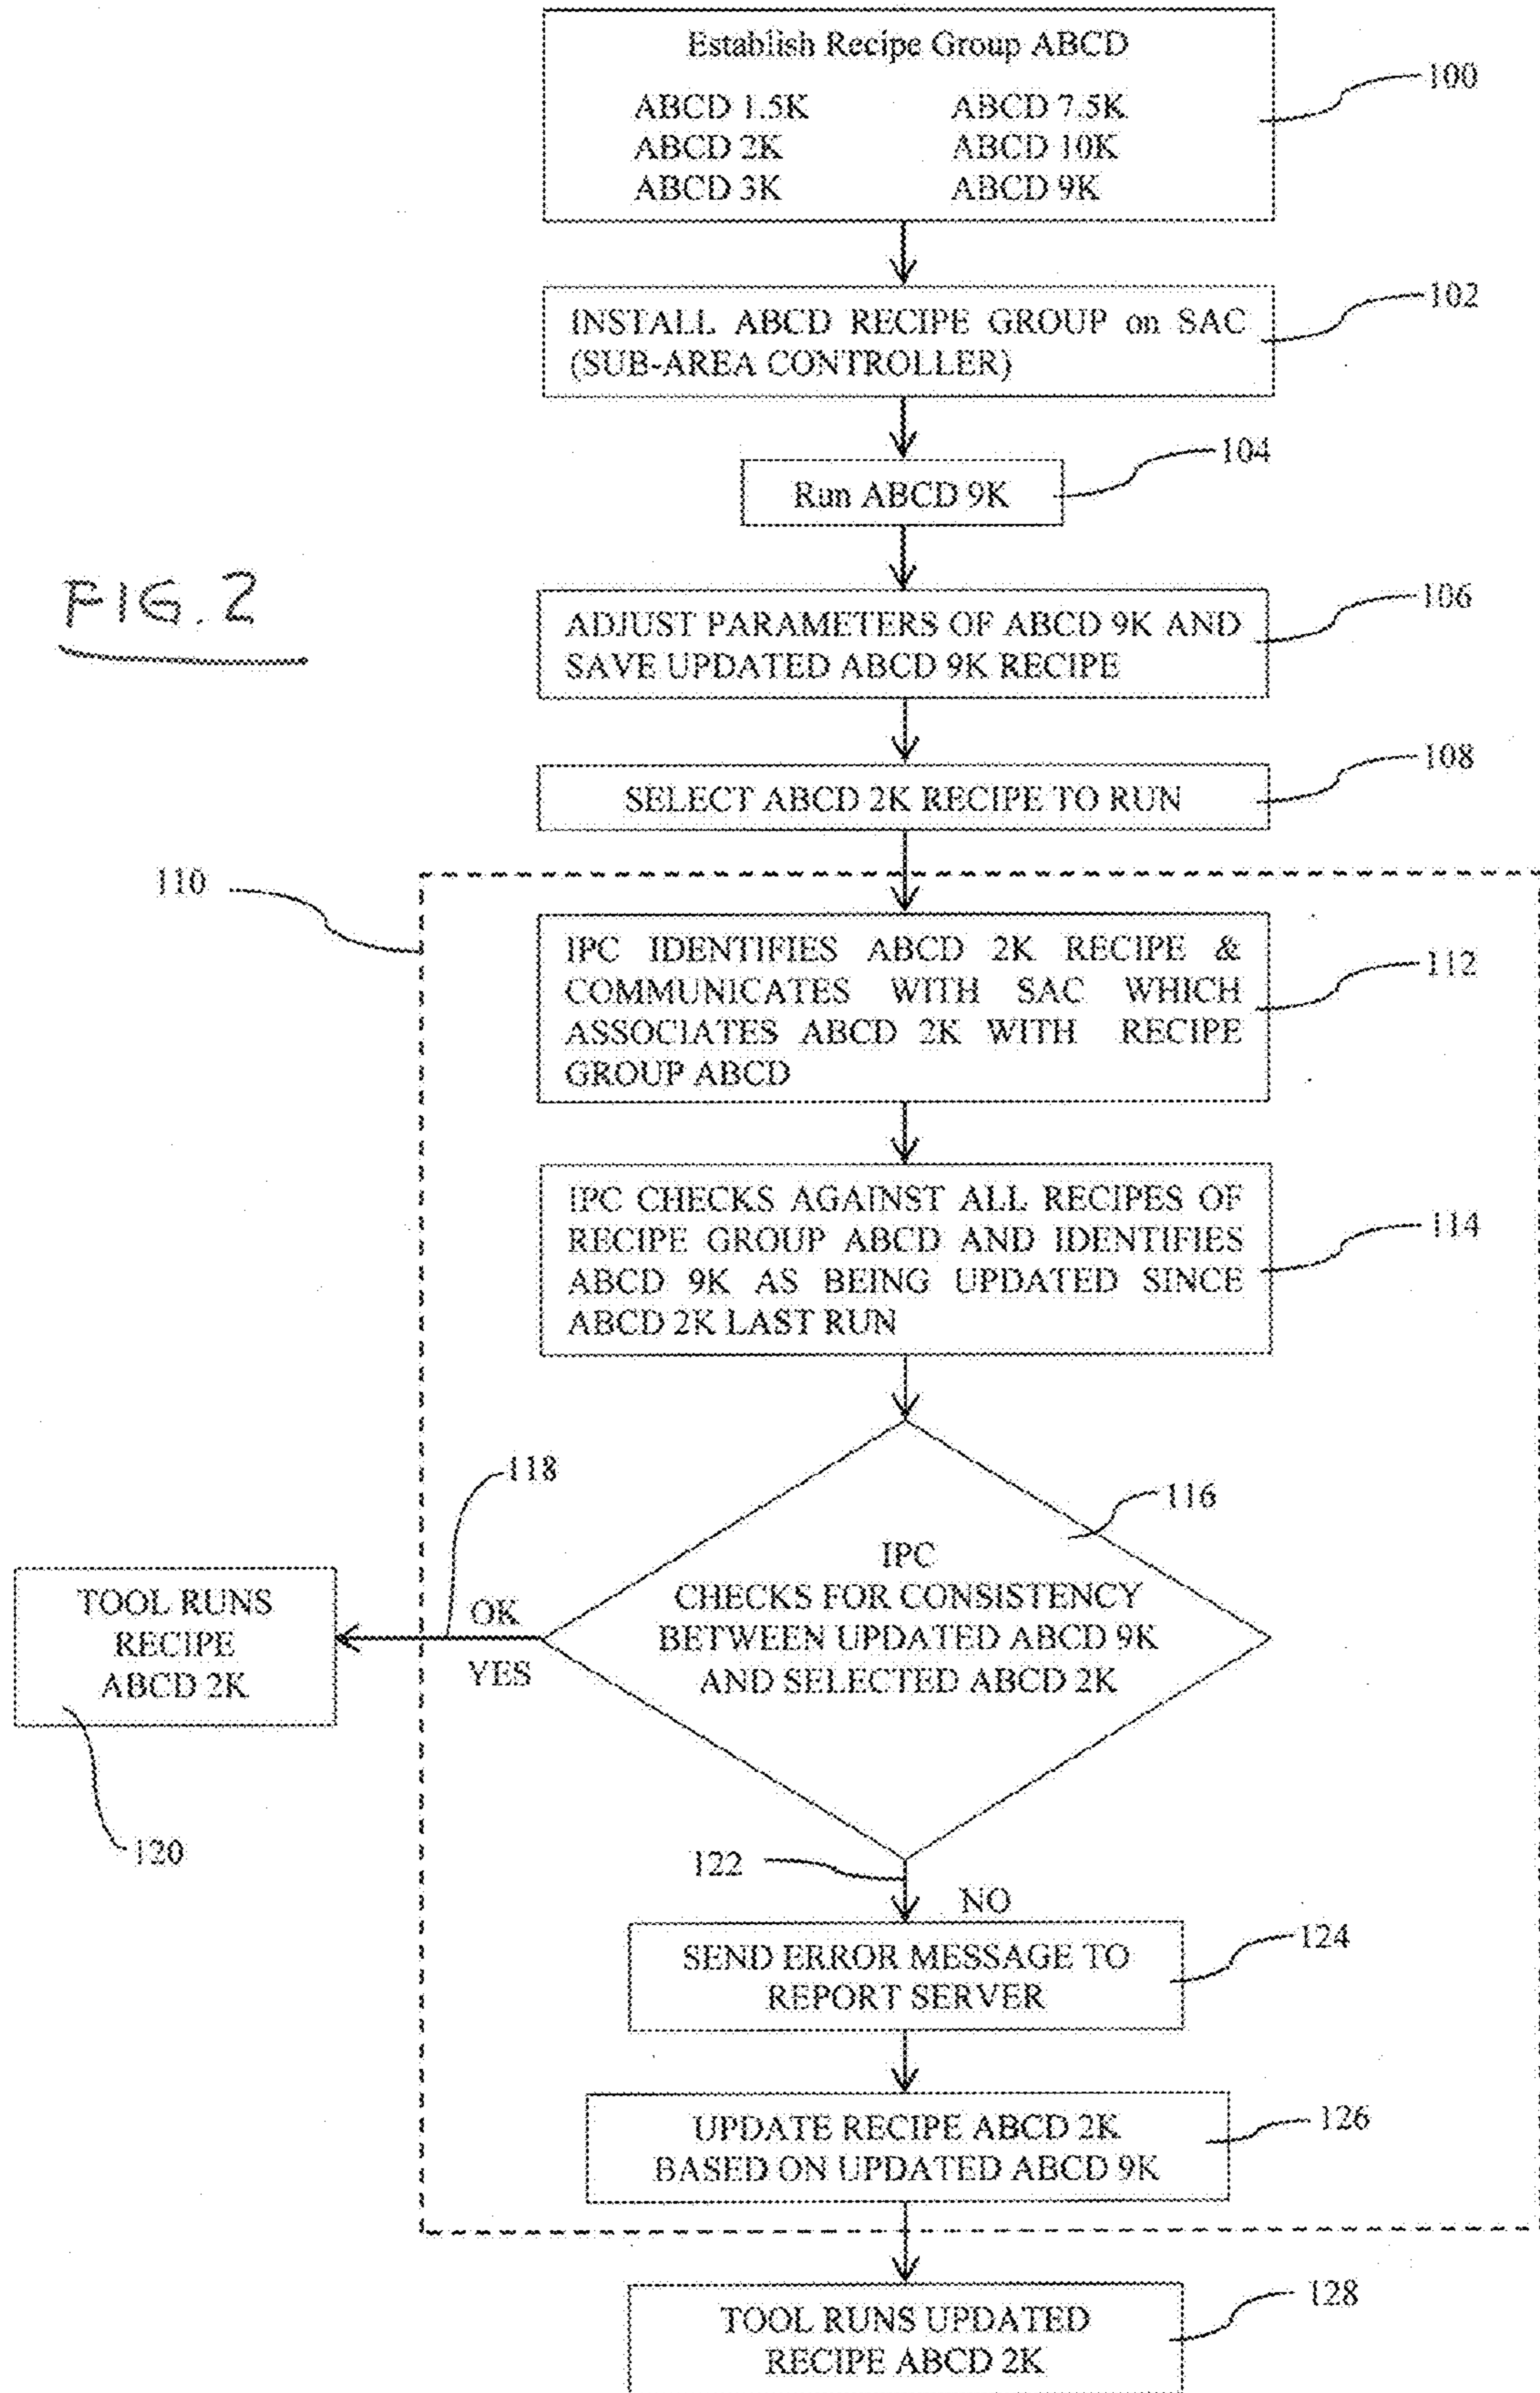 Establish Recipe Group ABCD
ABCD 1.5K ABCD 7.5K
ABCD 2K ABCD 10K
ABCD 3K ABCD 9K
100
INSTALL ABCD RECIPE GROUP on SAC
(SUB-AREA CONTROLLER)
102
Run ABCD 9K
104
FIG. 2
ADJUST PARAMETERS OF ABCD 9K AND
SAVE UPDATED ABCD 9K RECIPE
106
SELECT ABCD 2K RECIPE TO RUN
108
110
IPC IDENTIFIES ABCD 2K RECIPE &
COMMUNICATES WITH SAC WHICH
ASSOCIATES ABCD 2K WITH RECIPE
GROUP ABCD
112
IPC CHECKS AGAINST ALL RECIPES OF
RECIPE GROUP ABCD AND IDENTIFIES
ABCD 9K AS BEING UPDATED SINCE
ABCD 2K LAST RUN
114
118
116
IPC
CHECKS FOR CONSISTENCY
BETWEEN UPDATED ABCD 9K
AND SELECTED ABCD 2K
OK
YES
TOOL RUNS
RECIPE
ABCD 2K
120
122
NO
SEND ERROR MESSAGE TO
REPORT SERVER
124
UPDATE RECIPE ABCD 2K
BASED ON UPDATED ABCD 9K
126
TOOL RUNS UPDATED
RECIPE ABCD 2K
128